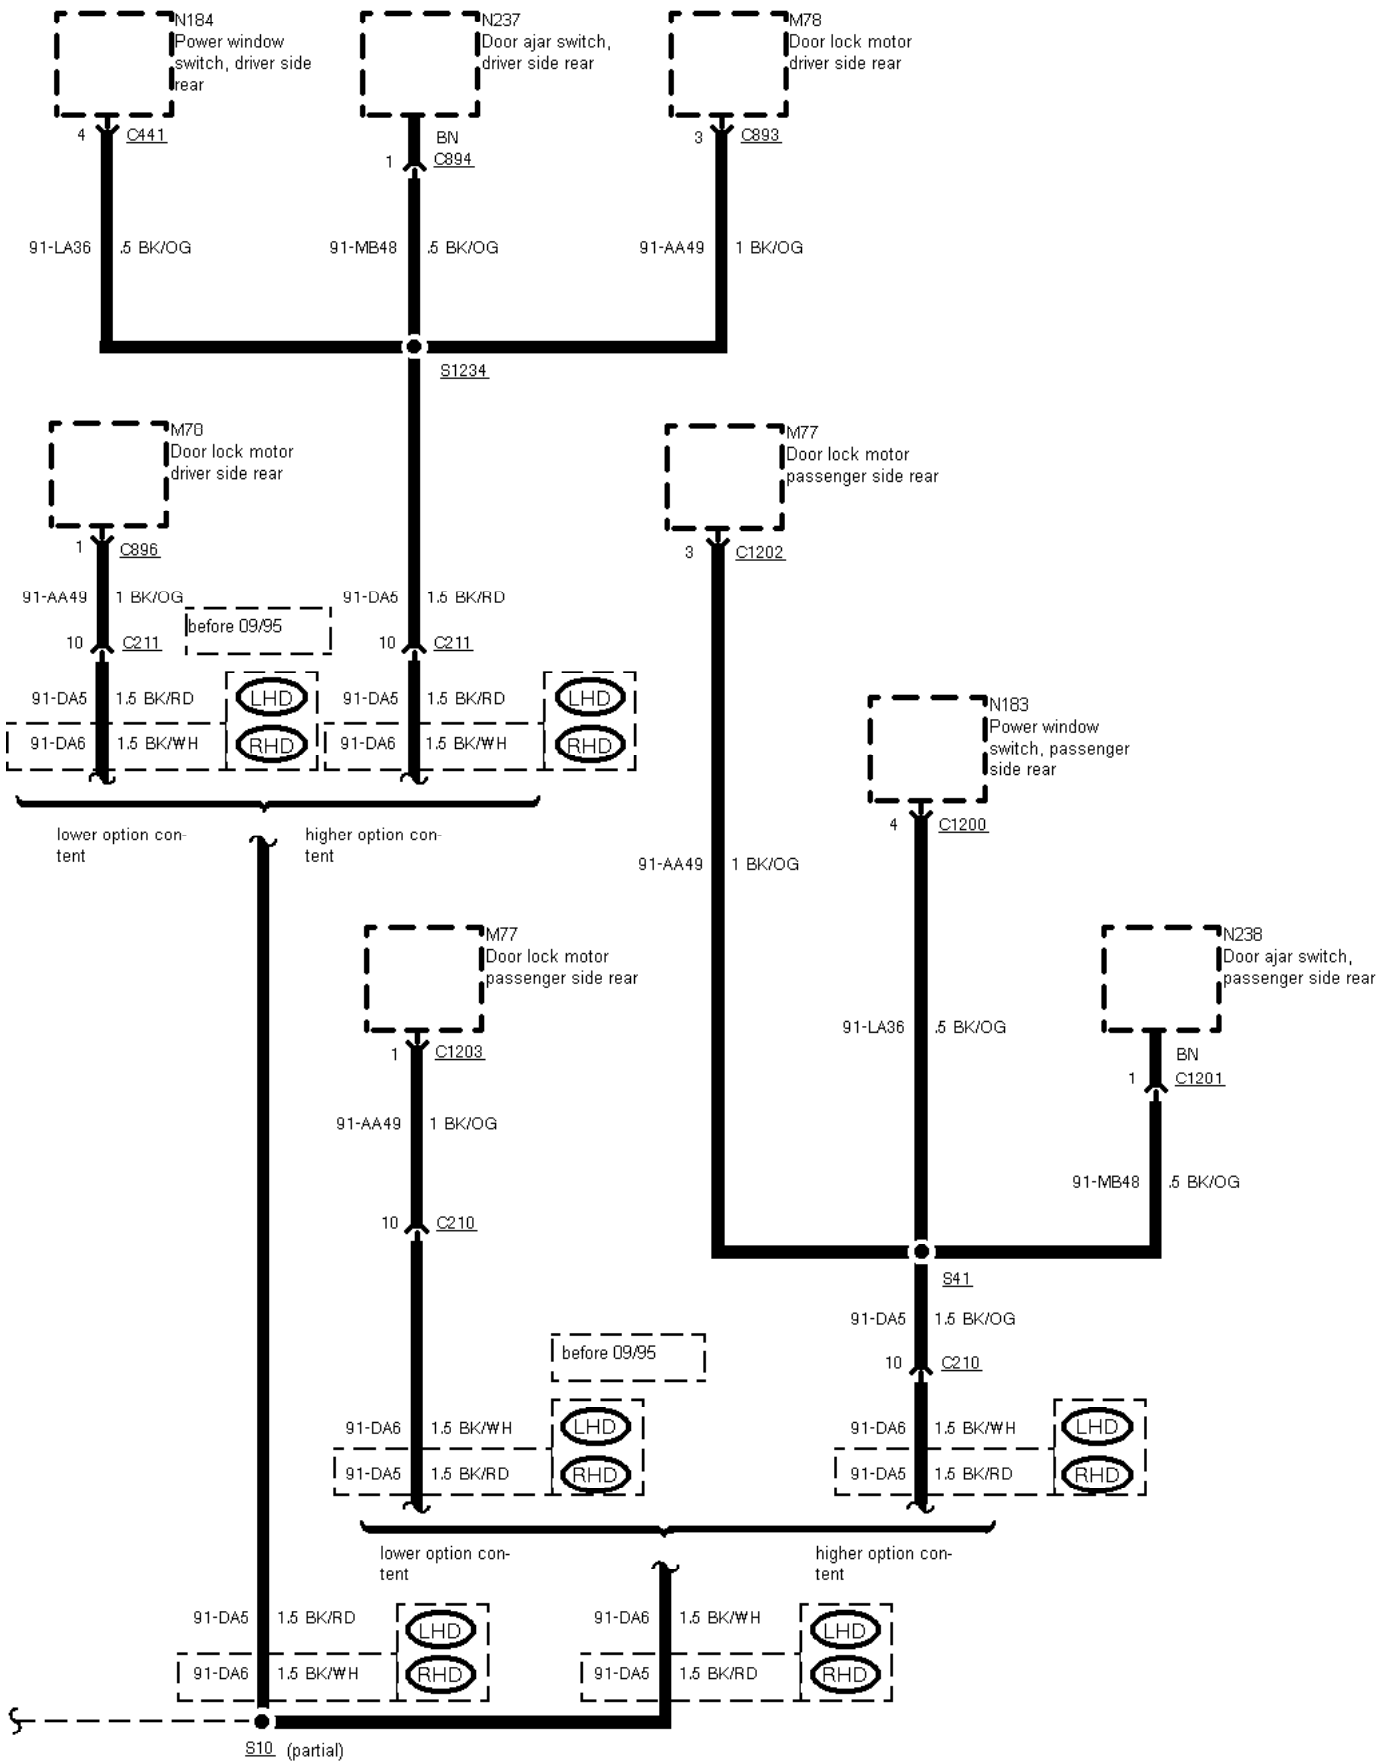 N184
Power window
switch, driver side
rear
N237
Door ajar switch,
driver side rear
M78
Door lock motor
driver side rear
4 C441
BN
1 C894
3 C893
91-LA36 .5 BK/OG
91-MB48 .5 BK/OG
91-AA49 1 BK/OG
S1234
M78
Door lock motor
driver side rear
M77
Door lock motor
passenger side rear
1 C896
3 C1202
91-AA49 1 BK/OG
91-DA5 1.5 BK/RD
before 09/95
10 C211
10 C211
91-DA5 1.5 BK/RD LHD
91-DA5 1.5 BK/RD LHD
91-DA6 1.5 BK/WH RHD
91-DA6 1.5 BK/WH RHD
N183
Power window
switch, passenger
side rear
lower option con-
tent
higher option con-
tent
4 C1200
91-AA49 1 BK/OG
M77
Door lock motor
passenger side rear
N238
Door ajar switch,
passenger side rear
91-LA36 .5 BK/OG
1 C1203
BN
1 C1201
91-AA49 1 BK/OG
91-MB48 .5 BK/OG
10 C210
S41
91-DA5 1.5 BK/OG
before 09/95
10 C210
91-DA6 1.5 BK/WH LHD
91-DA6 1.5 BK/WH LHD
91-DA5 1.5 BK/RD RHD
91-DA5 1.5 BK/RD RHD
lower option con-
tent
higher option con-
tent
91-DA5 1.5 BK/RD LHD
91-DA6 1.5 BK/WH LHD
91-DA6 1.5 BK/WH RHD
91-DA5 1.5 BK/RD RHD
S10 (partial)